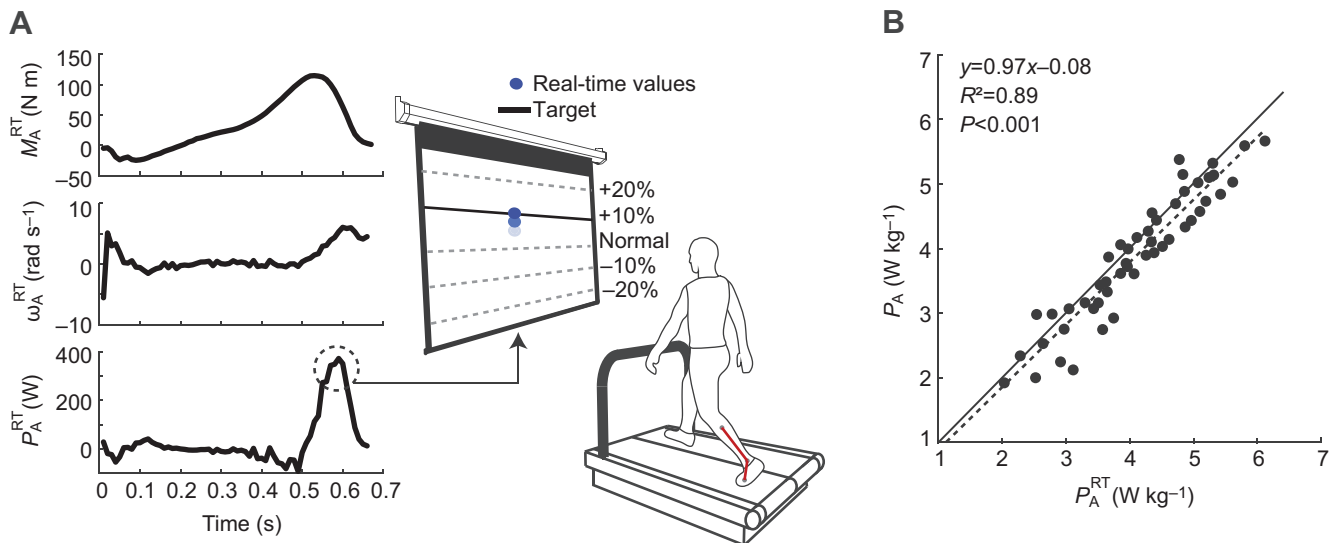 A
150
100
50
0
−50
M_A^RT (N m)
10
0
−10
ω_A^RT (rad s−1)
400
200
0
P_A^RT (W)
0 0.1 0.2 0.3 0.4 0.5 0.6 0.7
Time (s)
Real-time values
Target
+20%
+10%
Normal
−10%
−20%
B
y=0.97x−0.08
R²=0.89
P<0.001
7
6
5
4
3
2
1
P_A (W kg−1)
1 2 3 4 5 6 7
P_A^RT (W kg−1)